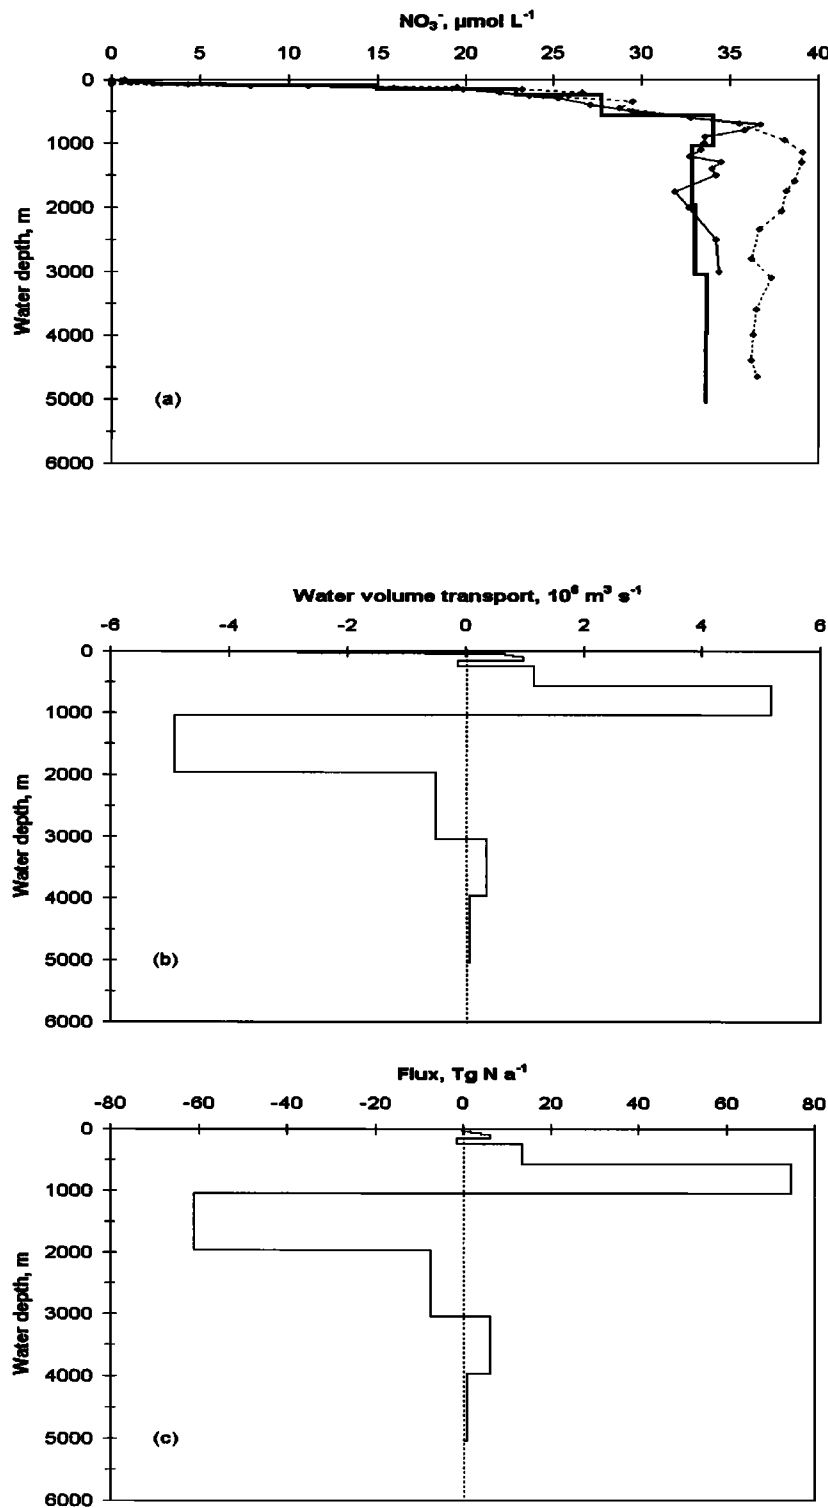 NO₃⁻, µmol L⁻¹
0 5 10 15 20 25 30 35 40
0
1000
2000
3000
4000
5000
6000
Water depth, m
(a)
Water volume transport, 10⁶ m³ s⁻¹
-6 -4 -2 0 2 4 6
0
1000
2000
3000
4000
5000
6000
Water depth, m
(b)
Flux, Tg N a⁻¹
-80 -60 -40 -20 0 20 40 60 80
0
1000
2000
3000
4000
5000
6000
Water depth, m
(c)